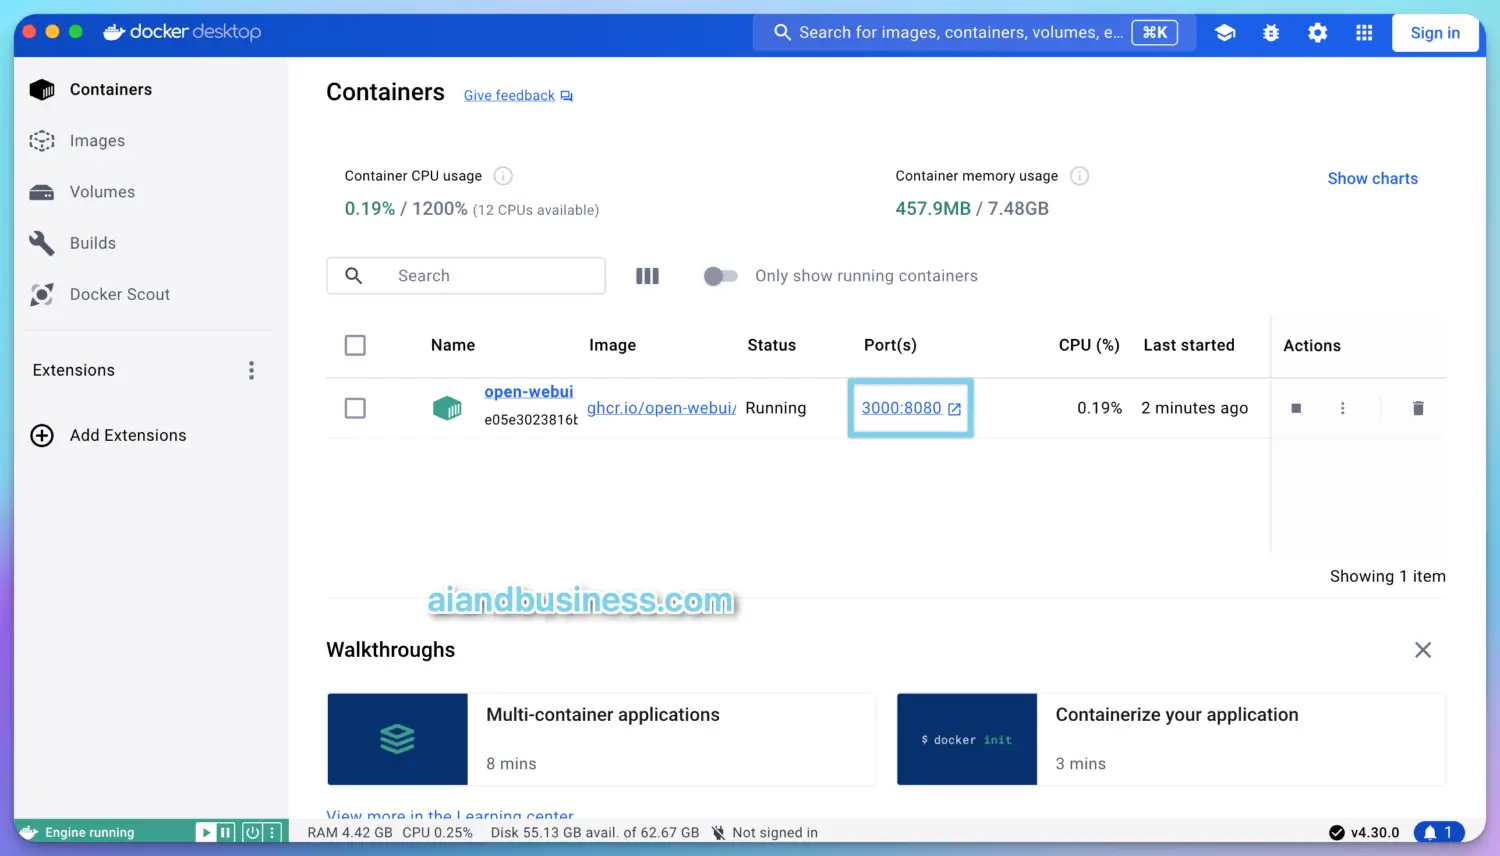 docker desktop
Search for images, containers, volumes, e... ⌘K
Sign in
Containers
Images
Volumes
Builds
Docker Scout
Extensions
Add Extensions
Containers Give feedback
Container CPU usage
0.19% / 1200% (12 CPUs available)
Container memory usage
457.9MB / 7.48GB
Show charts
Search
Only show running containers
Name Image Status Port(s) CPU (%) Last started Actions
open-webui
e05e3023816b
ghcr.io/open-webui/ Running 3000:8080 0.19% 2 minutes ago
Showing 1 item
aiandbusiness.com
Walkthroughs
Multi-container applications
8 mins
$ docker init
Containerize your application
3 mins
View more in the Learning center
Engine running
RAM 4.42 GB CPU 0.25% Disk 55.13 GB avail. of 62.67 GB Not signed in
v4.30.0
1